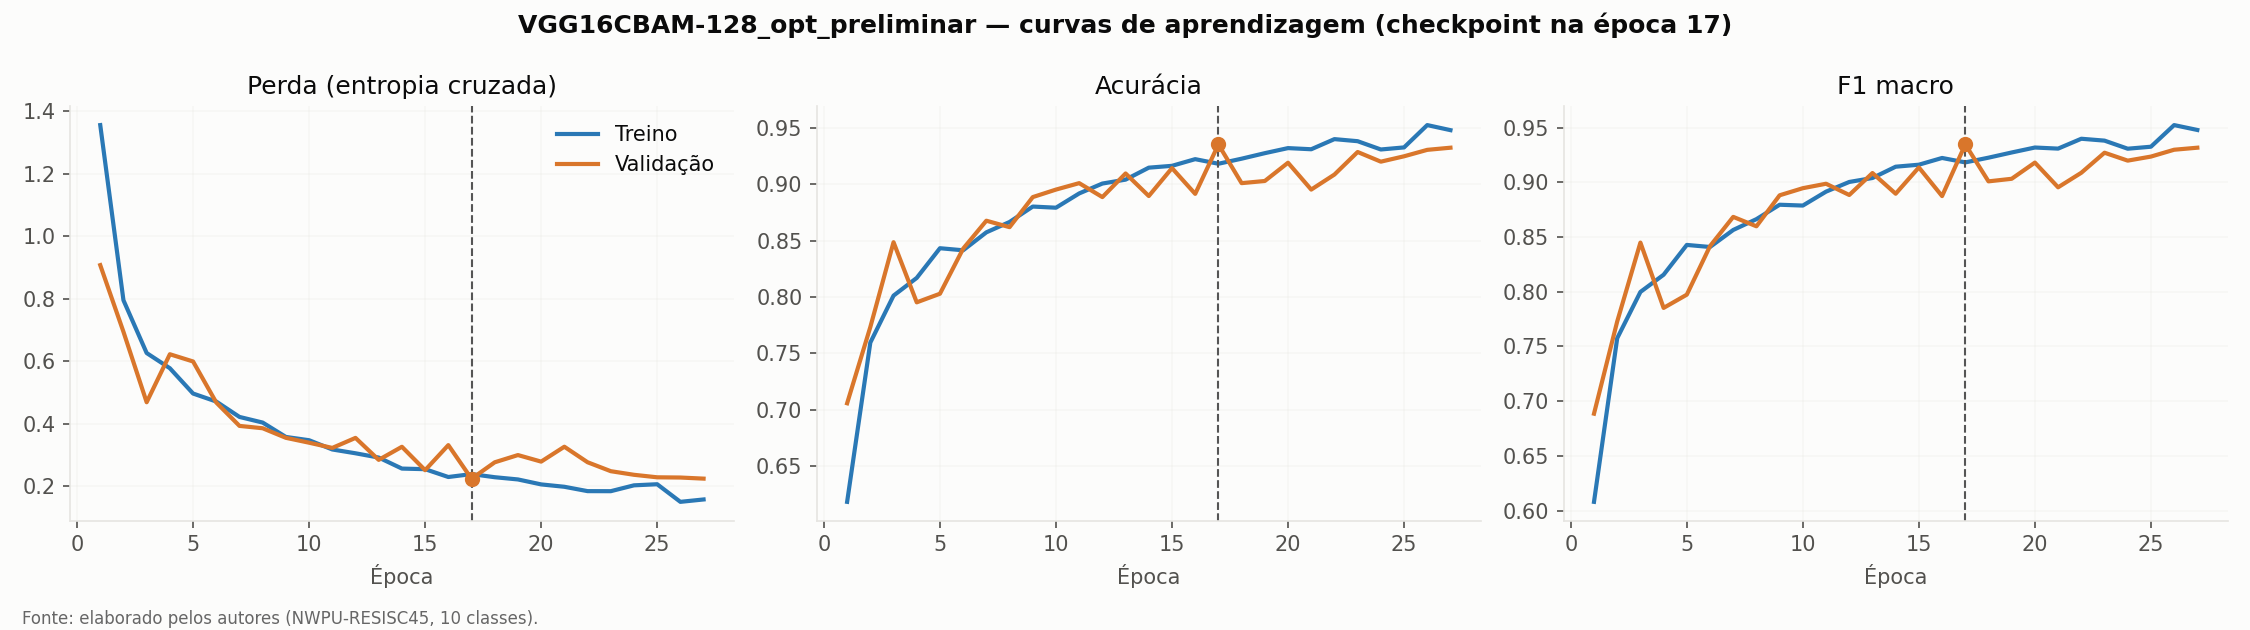 VGG16CBAM-128_opt_preliminar — curvas de aprendizagem (checkpoint na época 17)
Perda (entropia cruzada)
1.4
1.2
1.0
0.8
0.6
0.4
0.2
0 5 10 15 20 25
Época
Treino
Validação
Acurácia
0.95
0.90
0.85
0.80
0.75
0.70
0.65
0 5 10 15 20 25
Época
F1 macro
0.95
0.90
0.85
0.80
0.75
0.70
0.65
0.60
0 5 10 15 20 25
Época
Fonte: elaborado pelos autores (NWPU-RESISC45, 10 classes).